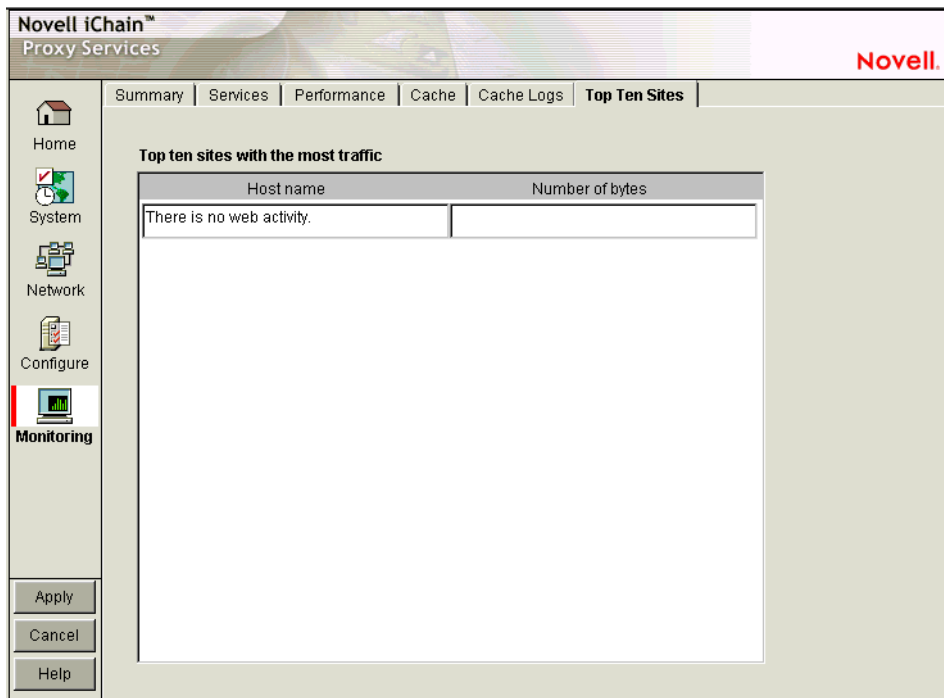 Novell iChain™
Proxy Services
Novell.
Summary Services Performance Cache Cache Logs Top Ten Sites
Home
System
Network
Configure
Monitoring
Top ten sites with the most traffic
Host name Number of bytes
There is no web activity.
Apply
Cancel
Help